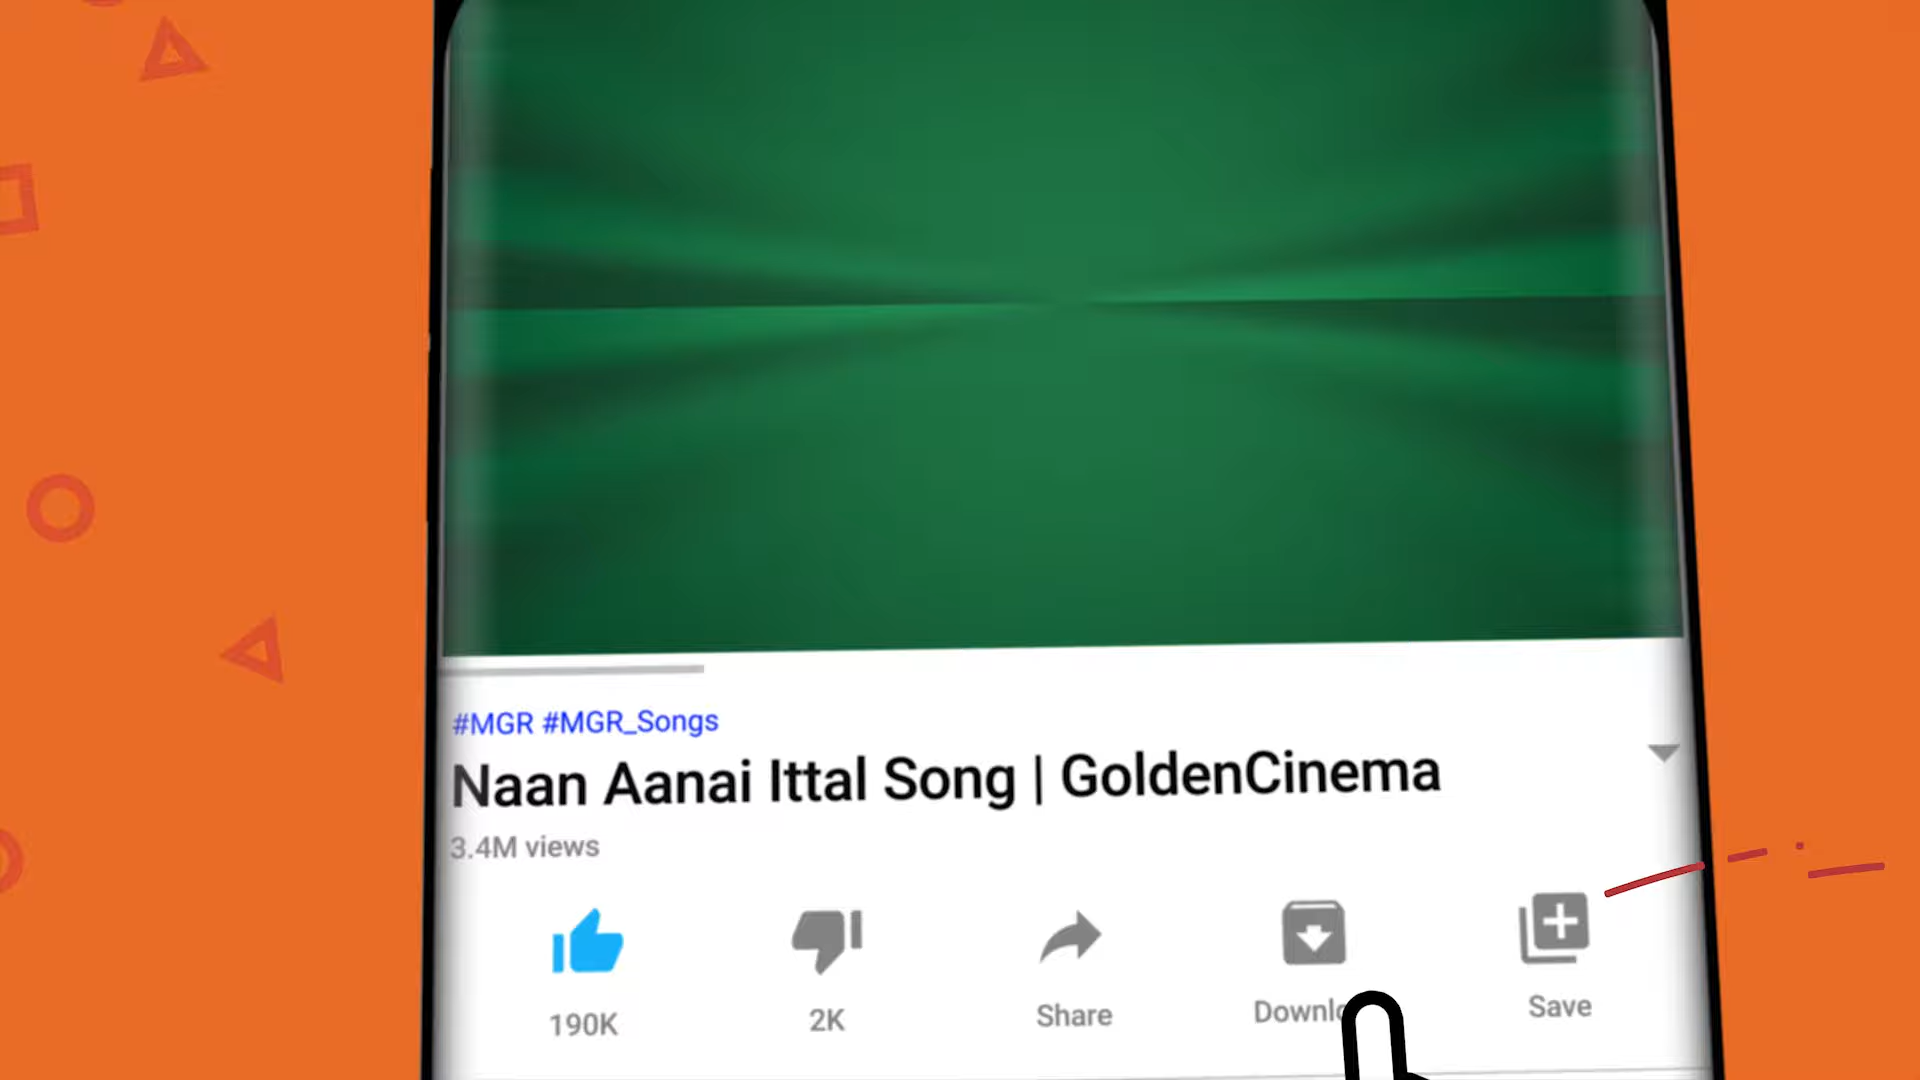 #MGR #MGR_Songs
Naan Aanai Ittal Song | GoldenCinema
3.4M views
190K
2K
Share
Save